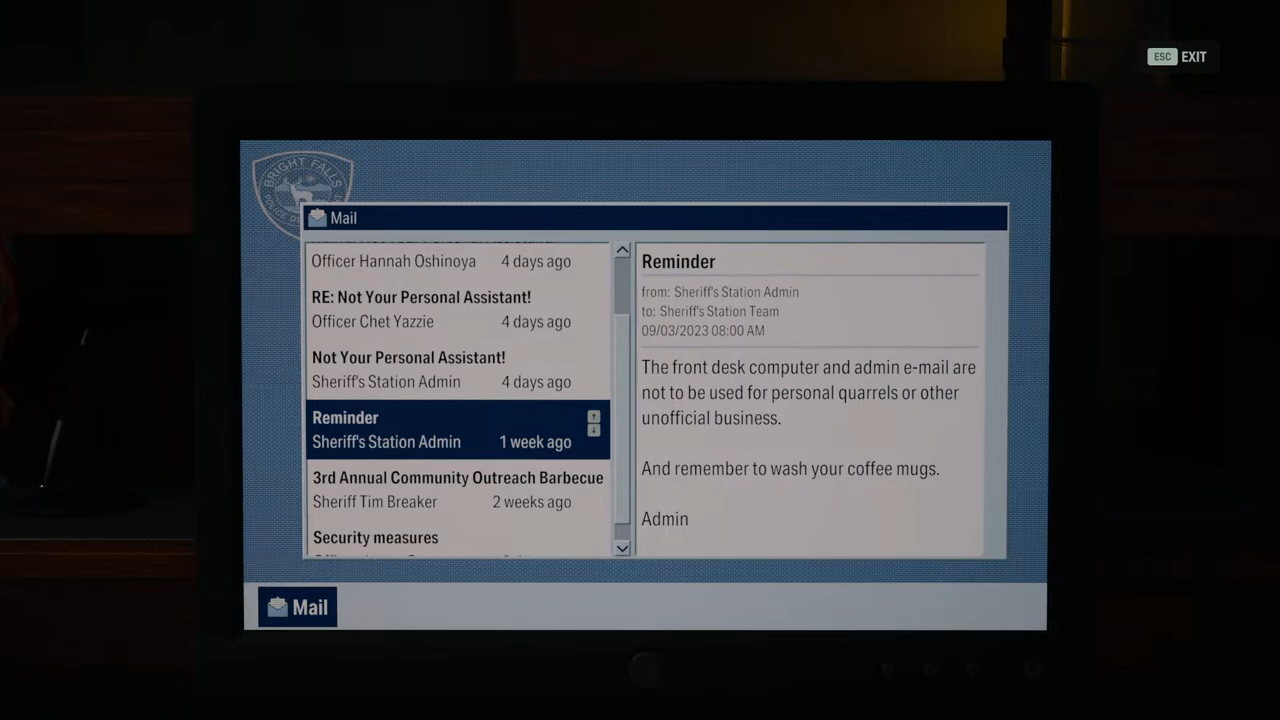 ESC EXIT
BRIGHT FALLS
Mail
Officer Hannah Oshinoya 4 days ago
RE: Not Your Personal Assistant!
Officer Chet Yazzie 4 days ago
Not Your Personal Assistant!
Sheriff's Station Admin 4 days ago
Reminder
Sheriff's Station Admin 1 week ago
3rd Annual Community Outreach Barbecue
Sheriff Tim Breaker 2 weeks ago
Security measures
Reminder
from: Sheriff's Station Admin
to: Sheriff's Station Team
09/03/2023 08:00 AM
The front desk computer and admin e-mail are
not to be used for personal quarrels or other
unofficial business.
And remember to wash your coffee mugs.
Admin
Mail